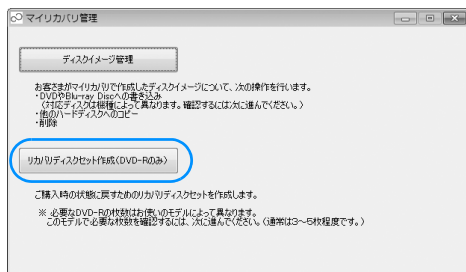 マイリカバリ管理
ディスクイメージ管理
お客さまがマイリカバリで作成したディスクイメージについて、次の操作を行います。
・DVDやBlu-ray Discへの書き込み
(対応ディスクは機種によって異なります。確認するには次に進んでください。)
・他のハードディスクへのコピー
・削除
リカバリディスクセット作成(DVD-Rのみ)
ご購入時の状態に戻すためのリカバリディスクセットを作成します。
※ 必要なDVD-Rの枚数はお使いのモデルによって異なります。
このモデルで必要な枚数を確認するには、次に進んでください。(通常は3~5枚程度です。)